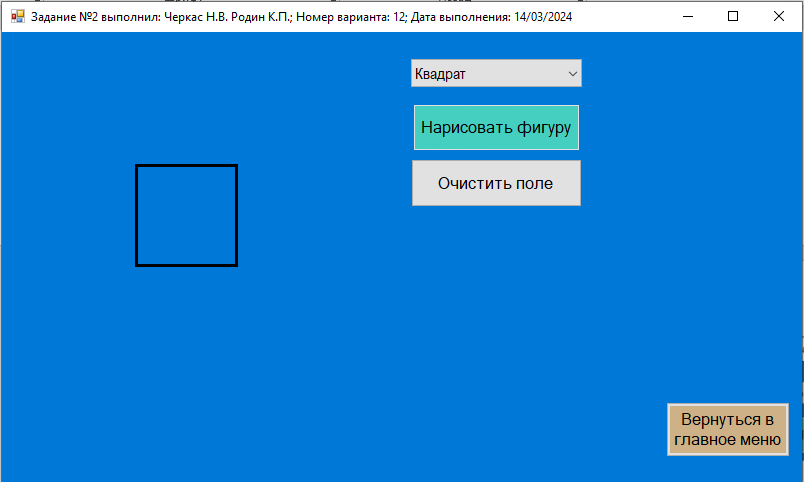 Задание №2 выполнил: Черкас Н.В. Родин К.П.; Номер варианта: 12; Дата выполнения: 14/03/2024
Квадрат
Нарисовать фигуру
Очистить поле
Вернуться в
главное меню